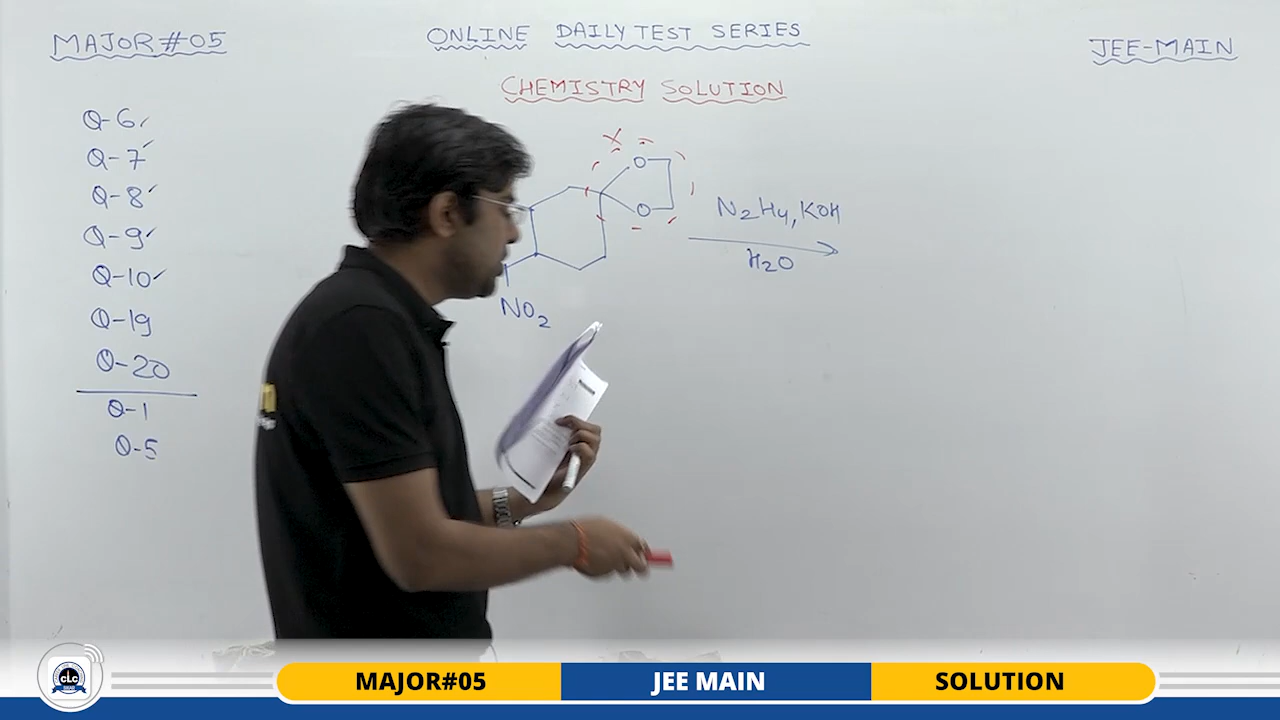 MAJOR#05
ONLINE DAILY TEST SERIES
JEE-MAIN
CHEMISTRY SOLUTION
Q-6
Q-7
Q-8
Q-9
Q-10
Q-19
Q-20
Q-1
Q-5
O
O
NO2
N2H4, KOH
H2O
CLC
MAJOR#05
JEE MAIN
SOLUTION